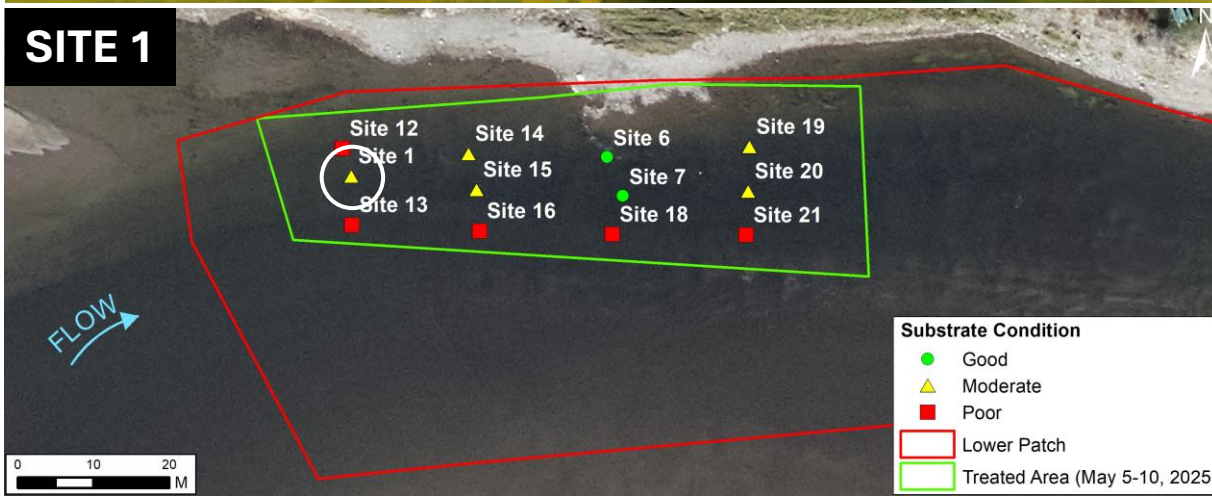 SITE 1
N
Site 12
Site 14
Site 6
Site 19
Site 1
Site 15
Site 7
Site 20
Site 13
Site 16
Site 18
Site 21
FLOW
Substrate Condition
Good
Moderate
Poor
Lower Patch
Treated Area (May 5-10, 2025
0 10 20
M